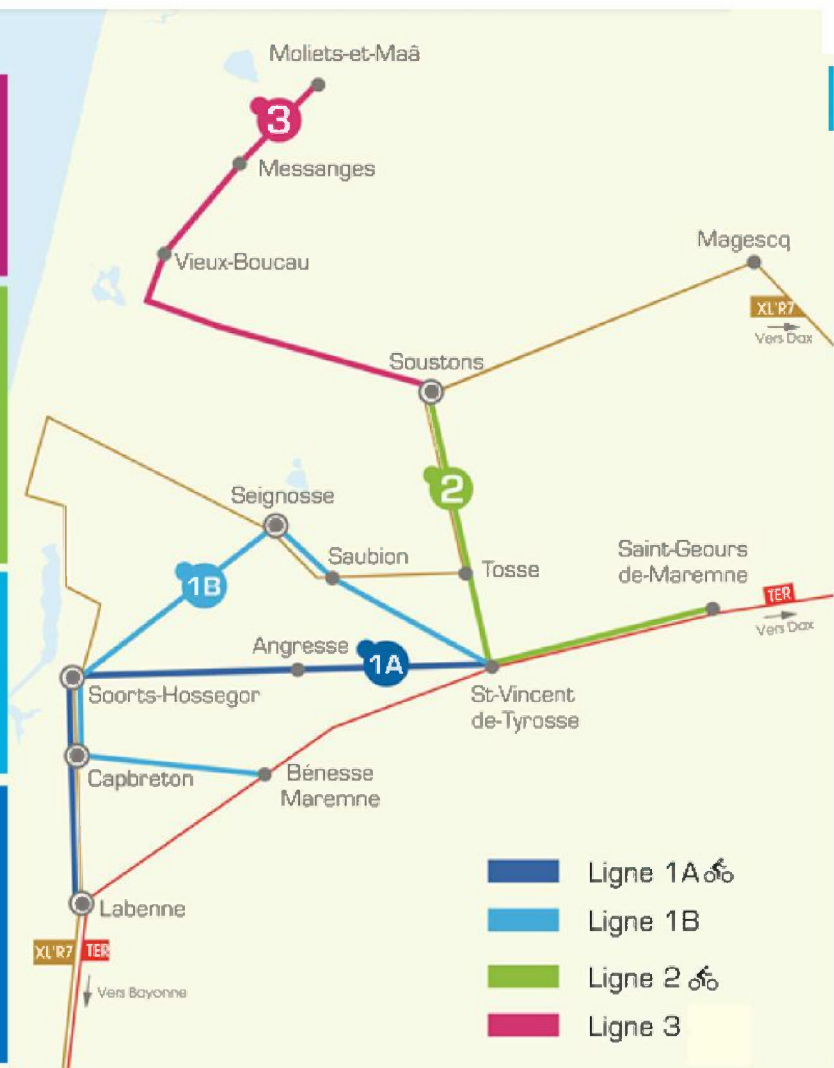 Moliets-et-Maâ
3
Messanges
Vieux-Boucau
Magescq
XL'R7
Vers Dax
Soustons
2
Seignosse
Saubion
Tosse
Saint-Geours
de-Maremne
TER
Vers Dax
1B
Angresse
1A
Soorts-Hossegor
St-Vincent
de-Tyrosse
Capbreton
Bénesse
Maremne
Labenne
XL'R7
TER
Vers Bayonne
Ligne 1A
Ligne 1B
Ligne 2
Ligne 3